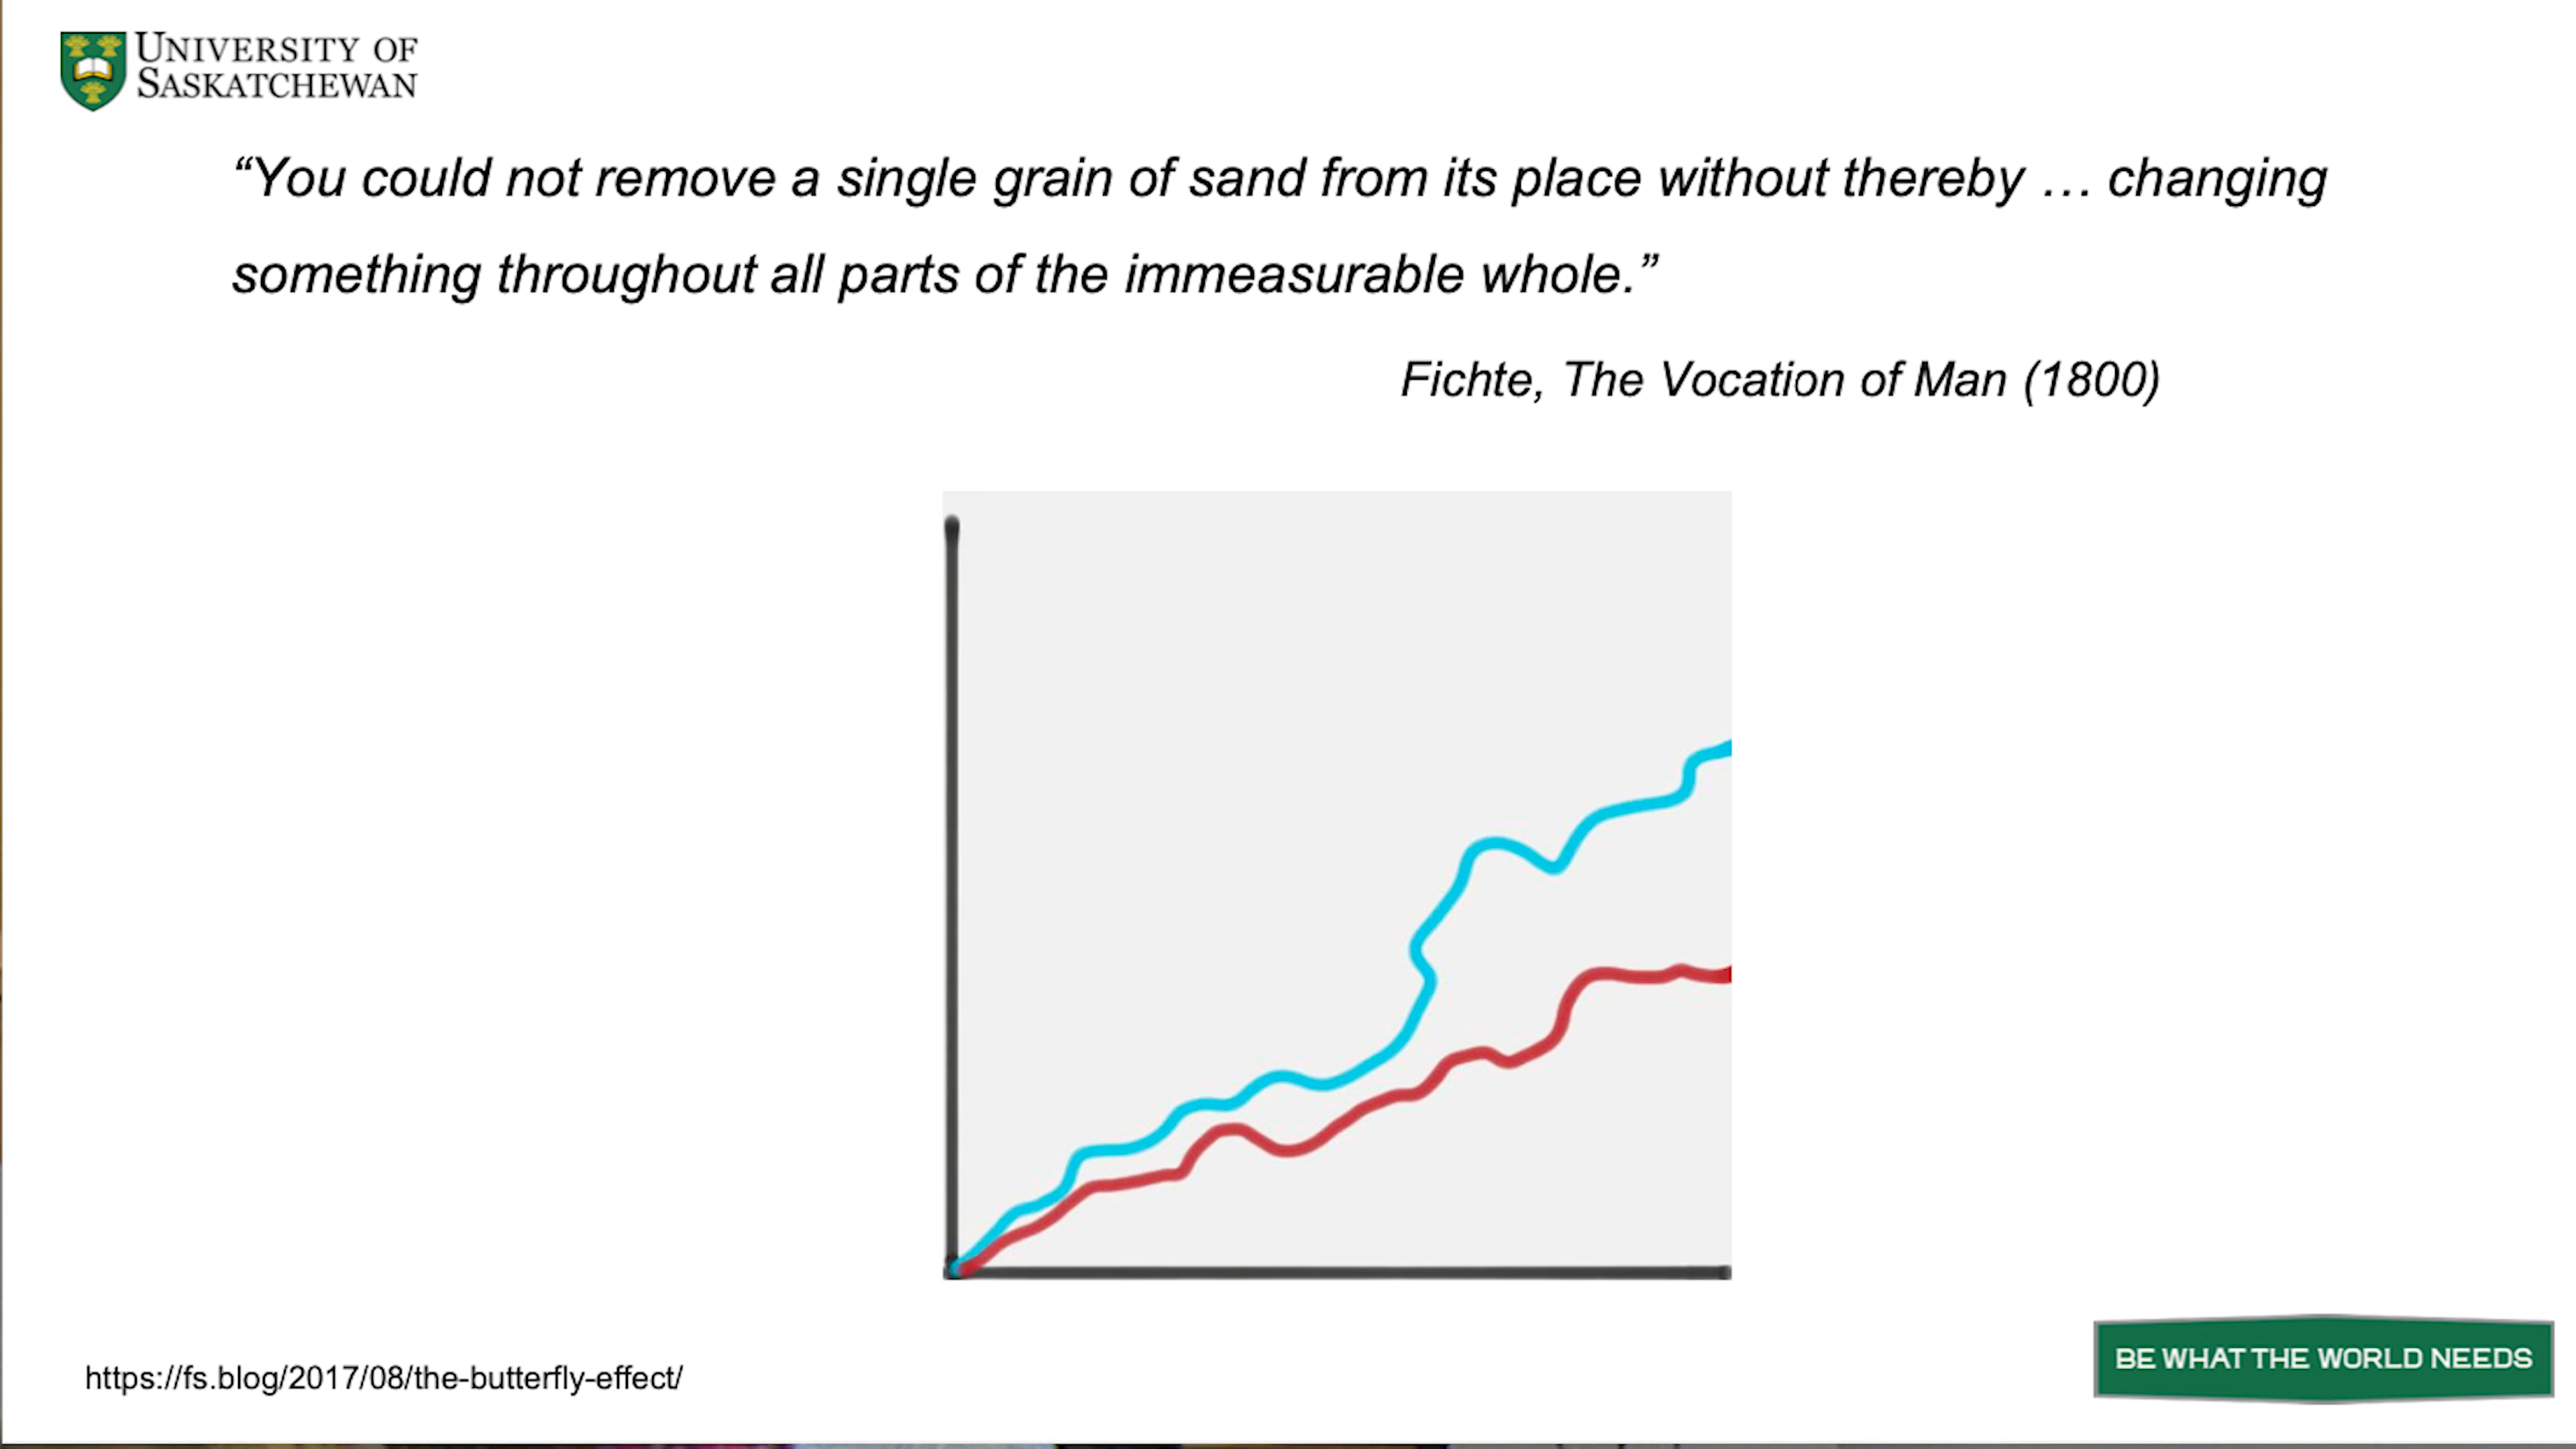 UNIVERSITY OF
SASKATCHEWAN
“You could not remove a single grain of sand from its place without thereby … changing
something throughout all parts of the immeasurable whole.”
Fichte, The Vocation of Man (1800)
https://fs.blog/2017/08/the-butterfly-effect/
BE WHAT THE WORLD NEEDS